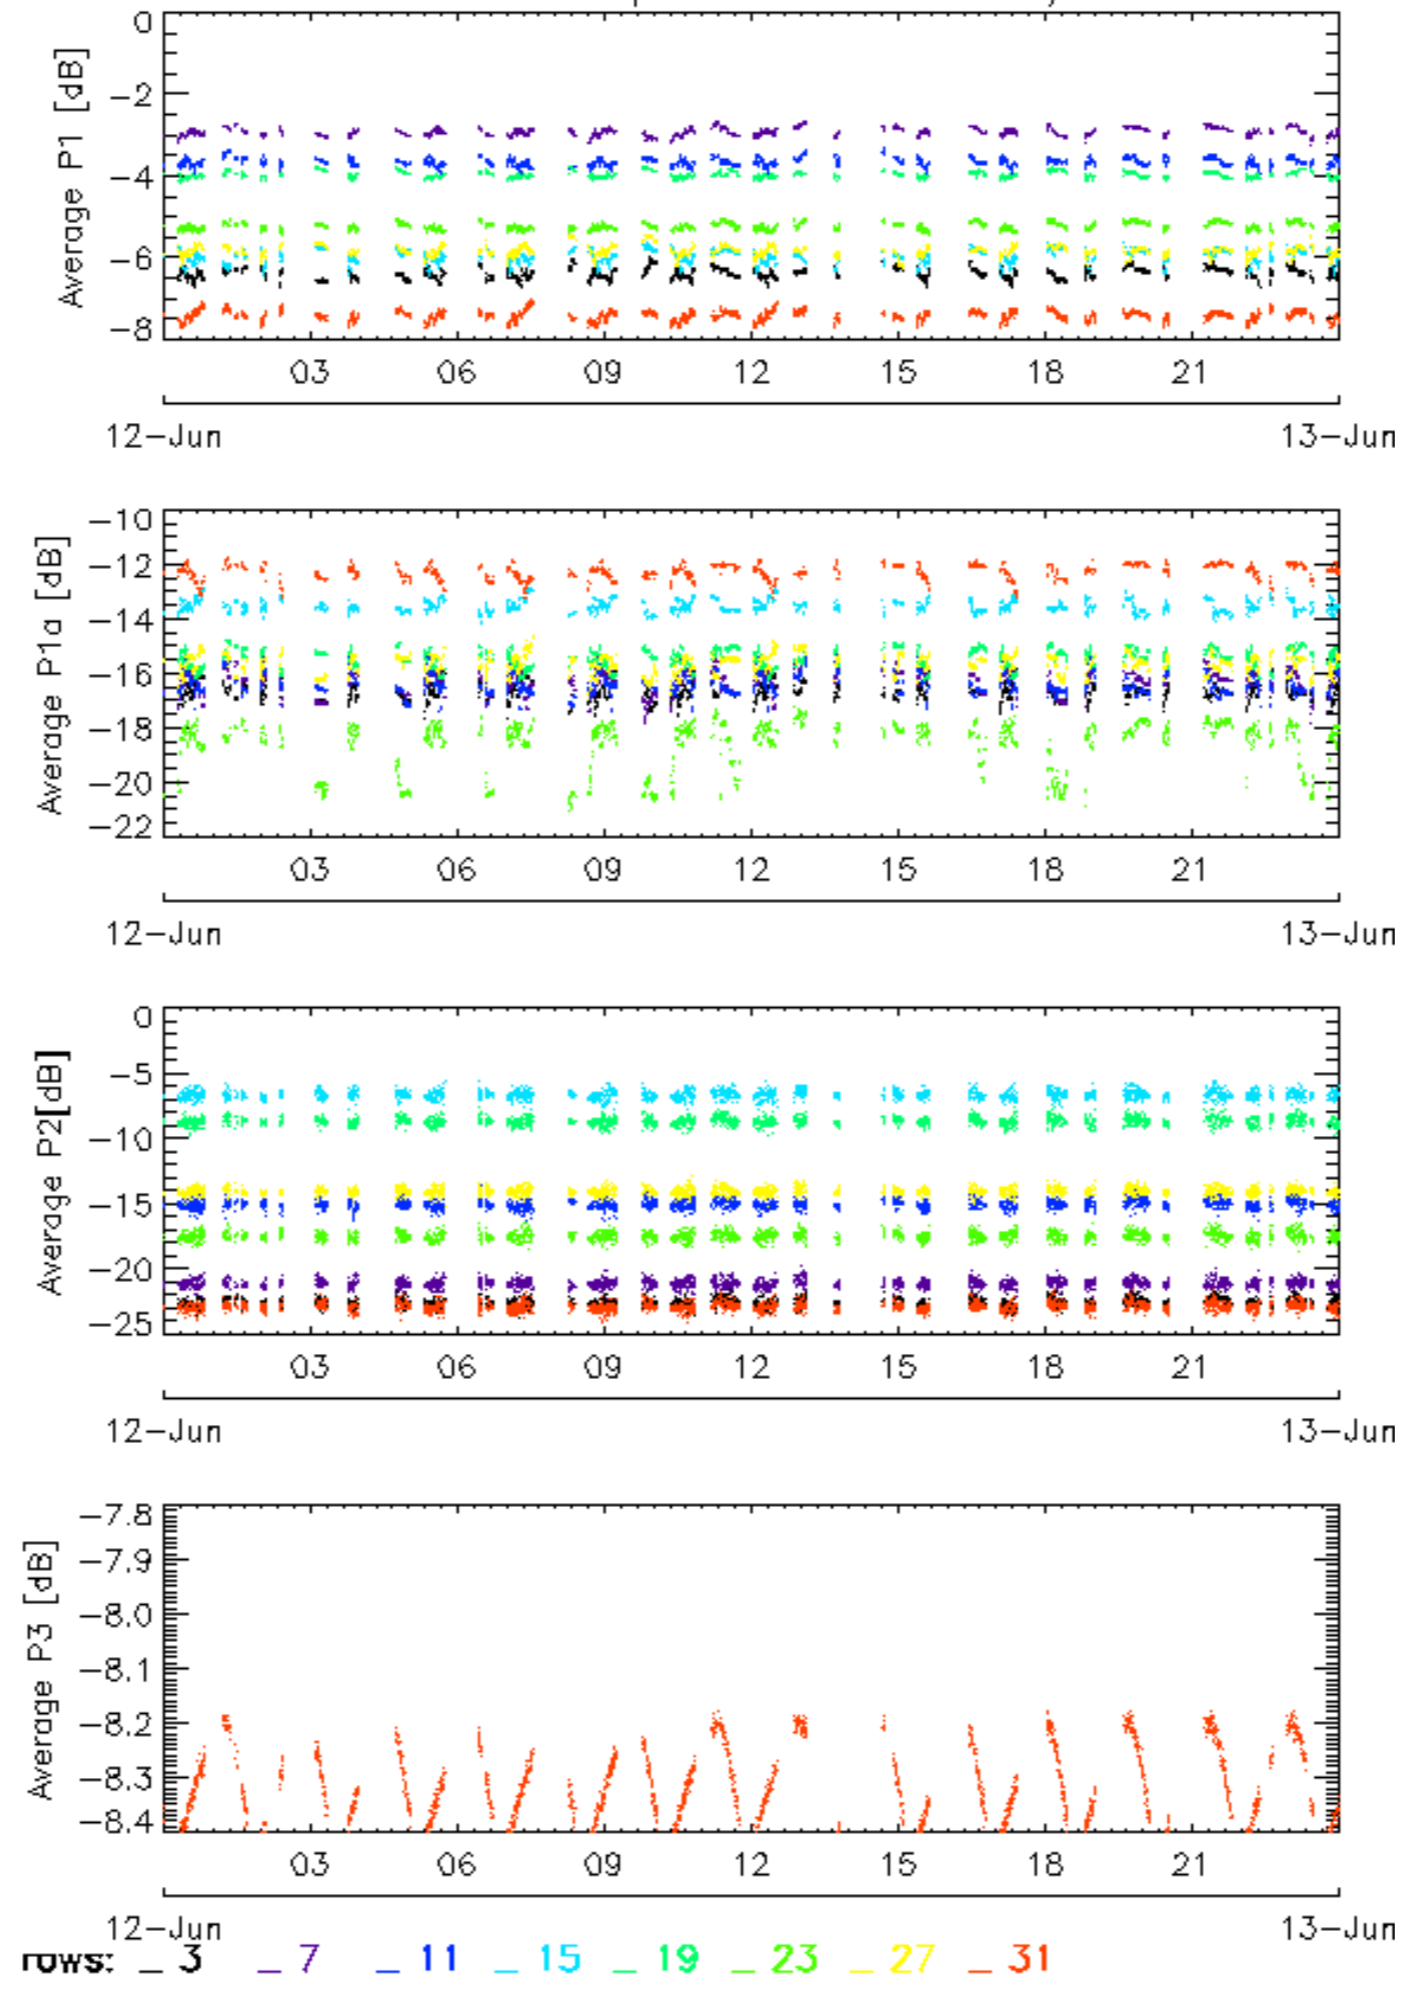 Average P1 [dB]
0
−2
−4
−6
−8
03 06 09 12 15 18 21
12−Jun 13−Jun
Average P1a [dB]
−10
−12
−14
−16
−18
−20
−22
03 06 09 12 15 18 21
12−Jun 13−Jun
Average P2[dB]
0
−5
−10
−15
−20
−25
03 06 09 12 15 18 21
12−Jun 13−Jun
Average P3 [dB]
−7.8
−7.9
−8.0
−8.1
−8.2
−8.3
−8.4
03 06 09 12 15 18 21
12−Jun 13−Jun
rows: _ 3 _ 7 _ 11 _ 15 _ 19 _ 23 _ 27 _ 31